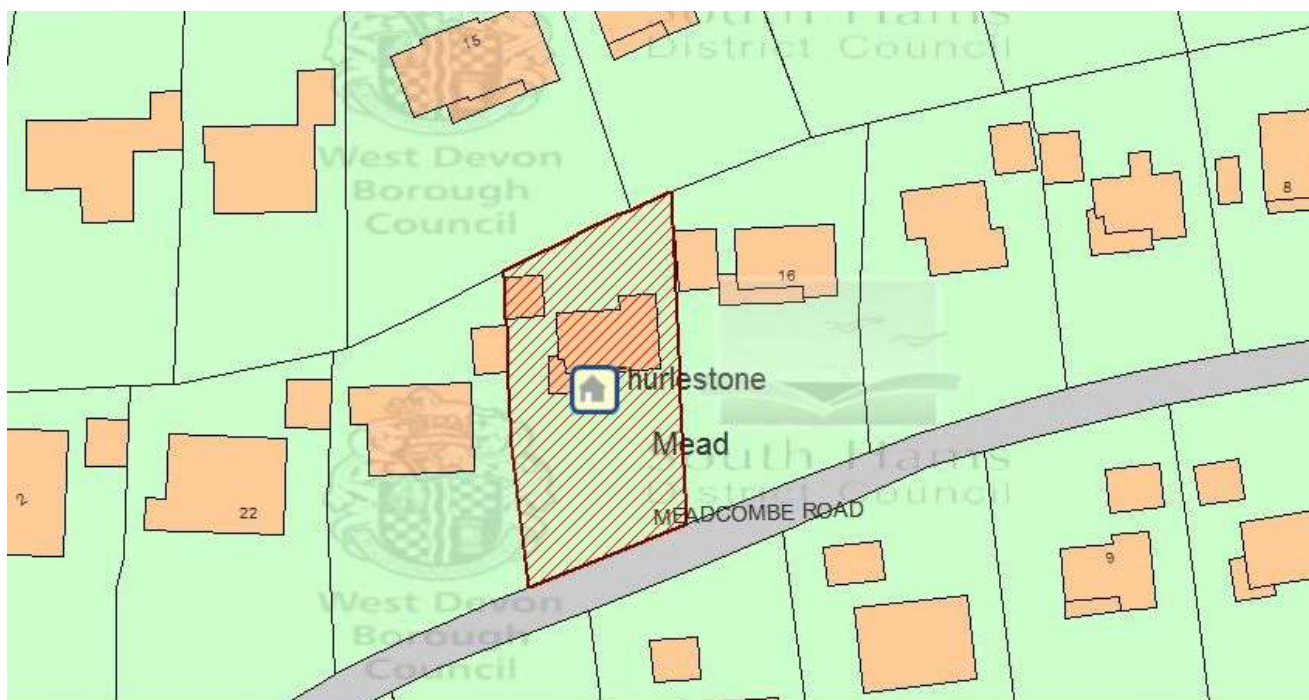 South Hams
District Council
15
West Devon
Borough
Council
8
16
Thurlestone
Mead
South Hams
District Council
MEADCOMBE ROAD
2
22
9
West Devon
Borough
Council